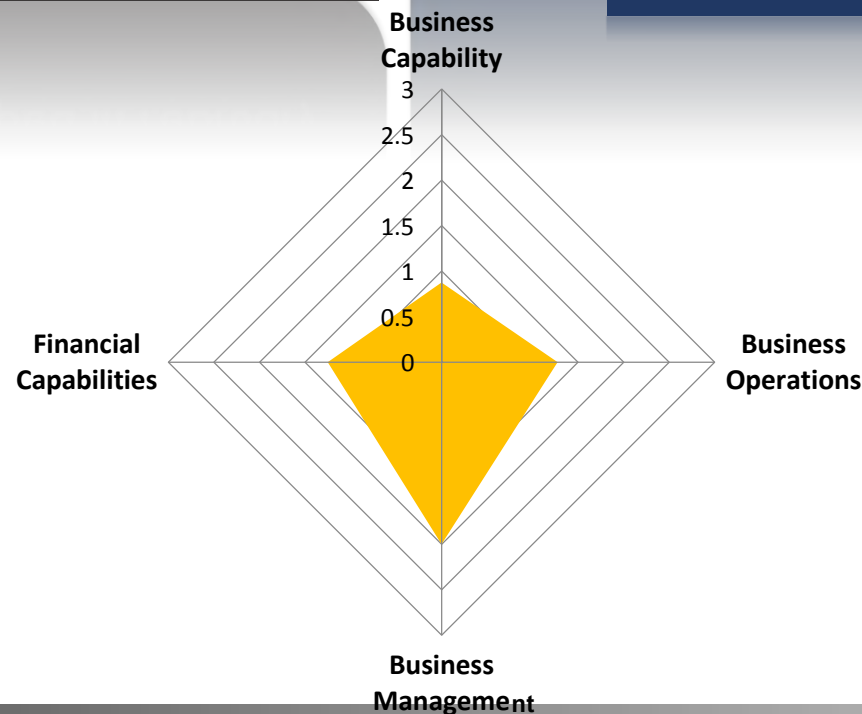 Business
Capability
3
2.5
2
1.5
1
0.5
0
Financial
Capabilities
Business
Operations
Business
Management